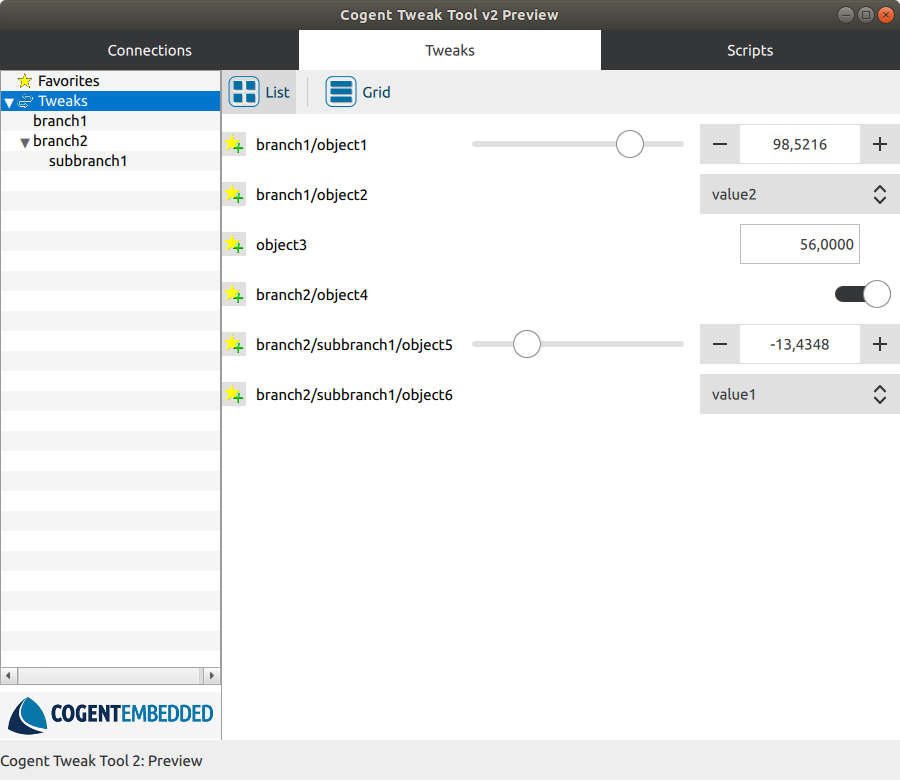 Cogent Tweak Tool v2 Preview
Connections
Tweaks
Scripts
Favorites
Tweaks
branch1
branch2
subbranch1
List
Grid
branch1/object1
98,5216
branch1/object2
value2
object3
56,0000
branch2/object4
branch2/subbranch1/object5
-13,4348
branch2/subbranch1/object6
value1
COGENTEMBEDDED
Cogent Tweak Tool 2: Preview